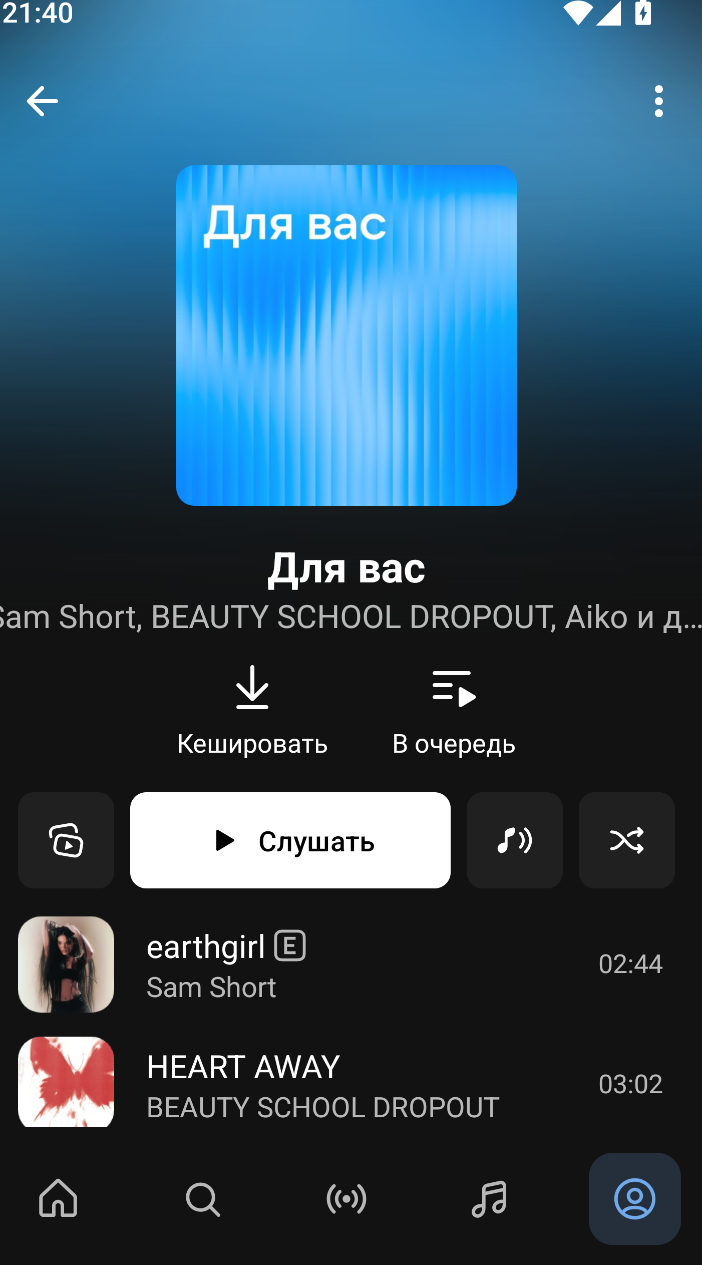 21:40
Для вас
Для вас
Sam Short, BEAUTY SCHOOL DROPOUT, Aiko и д...
Кешировать
В очередь
Слушать
earthgirl E
02:44
Sam Short
HEART AWAY
03:02
BEAUTY SCHOOL DROPOUT